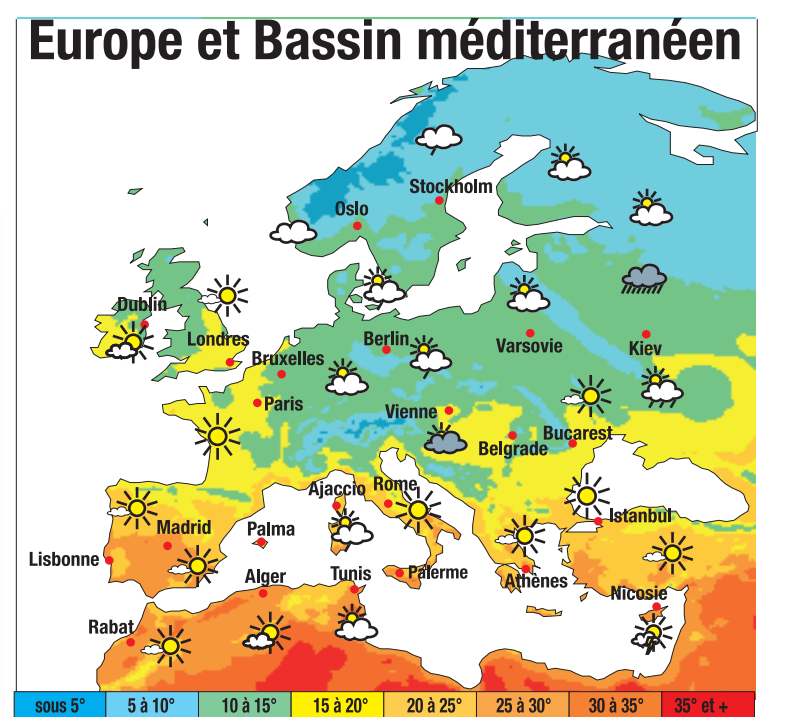 Europe et Bassin méditerranéen
Stockholm
Oslo
Dublin
Londres
Bruxelles
Berlin
Varsovie
Kiev
Paris
Vienne
Belgrade
Bucarest
Ajaccio
Rome
Madrid
Palma
Istanbul
Lisbonne
Alger
Tunis
Palerme
Athènes
Nicosie
Rabat
sous 5° 5 à 10° 10 à 15° 15 à 20° 20 à 25° 25 à 30° 30 à 35° 35° et +